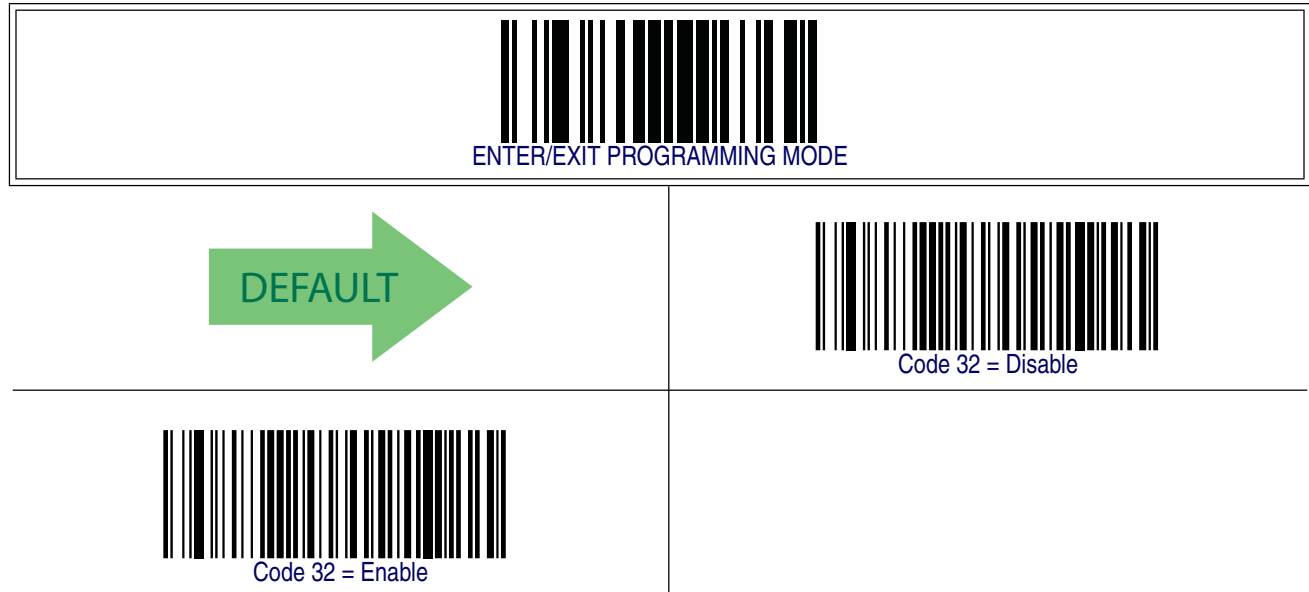 ENTER/EXIT PROGRAMMING MODE
DEFAULT
Code 32 = Disable
Code 32 = Enable